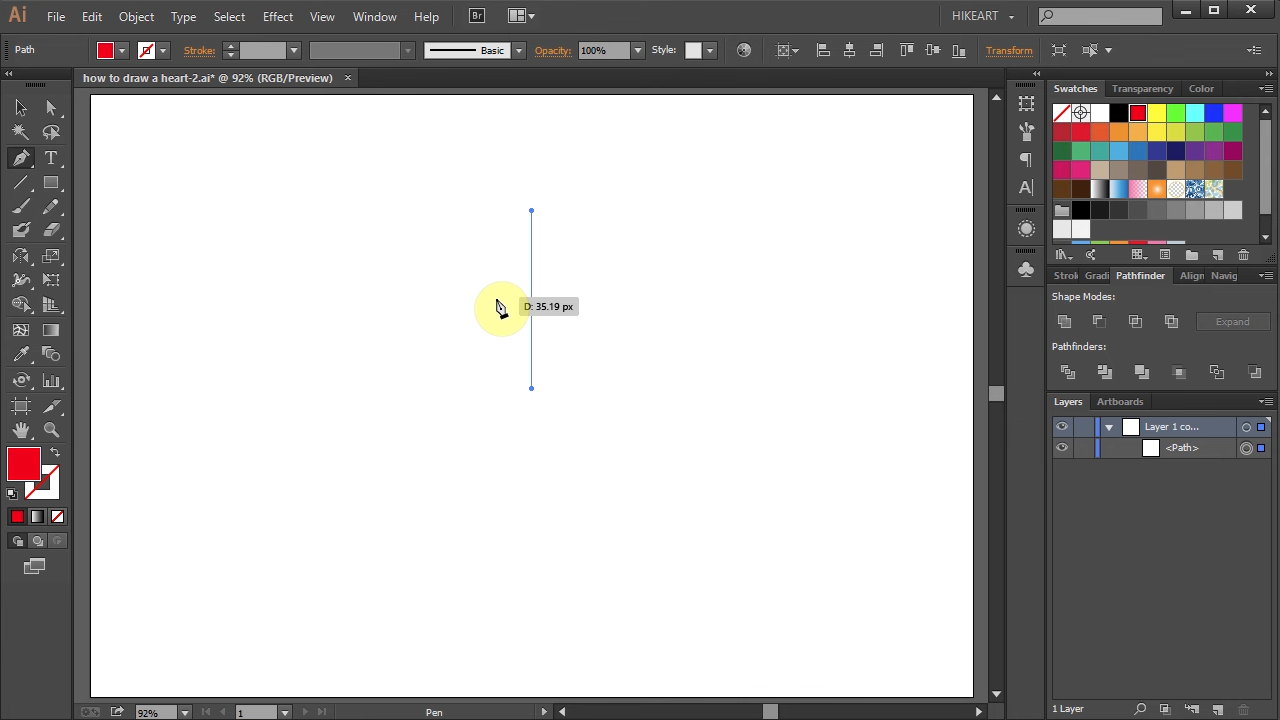 Ai File Edit Object Type Select Effect View Window Help Br HIKEART
Path Stroke: Basic Opacity: 100% Style: Transform
how to draw a heart-2.ai* @ 92% (RGB/Preview) ×
Swatches Transparency Color
D: 35.19 px
Strok Gradi Pathfinder Align Navig
Shape Modes:
Expand
Pathfinders:
Layers Artboards
Layer 1 co...
<Path>
92% 1 Pen 1 Layer